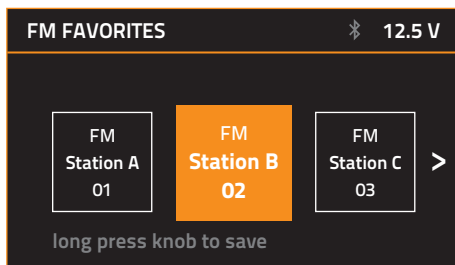 FM FAVORITES 12.5 V
FM
Station A
01
FM
Station B
02
FM
Station C
03
>
long press knob to save